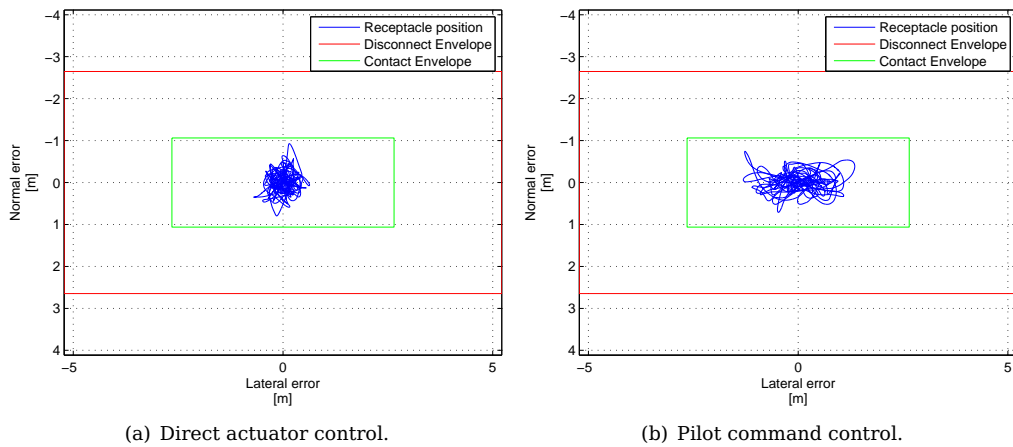 −4
−3
−2
−1
0
1
2
3
4
Normal error
[m]
Receptacle position
Disconnect Envelope
Contact Envelope
−5
0
5
Lateral error
[m]
(a) Direct actuator control.
−4
−3
−2
−1
0
1
2
3
4
Normal error
[m]
Receptacle position
Disconnect Envelope
Contact Envelope
−5
0
5
Lateral error
[m]
(b) Pilot command control.